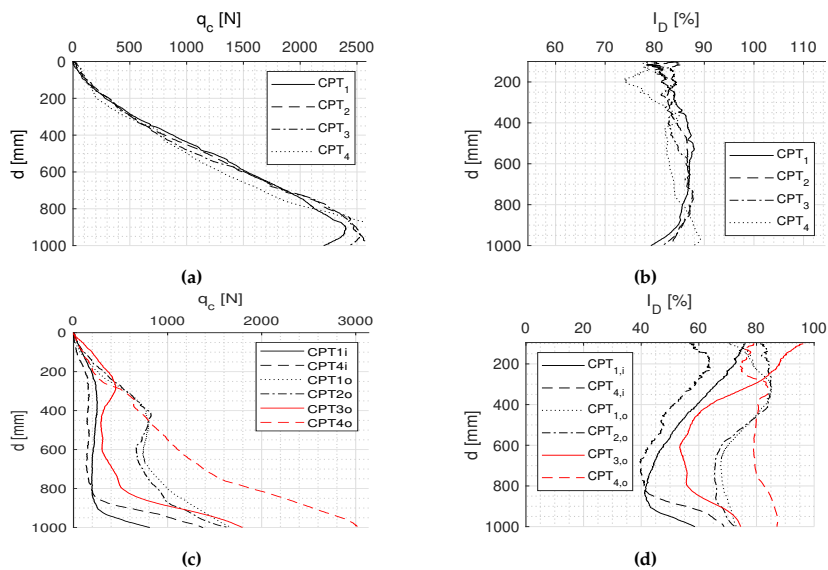 q_c [N]
0 500 1000 1500 2000 2500
0
200
400
600
800
1000
d [mm]
CPT_1
CPT_2
CPT_3
CPT_4
(a)
I_D [%]
60 70 80 90 100 110
200
400
600
800
1000
d [mm]
CPT_1
CPT_2
CPT_3
CPT_4
(b)
q_c [N]
0 1000 2000 3000
0
200
400
600
800
1000
d [mm]
CPT1i
CPT4i
CPT1o
CPT2o
CPT3o
CPT4o
(c)
I_D [%]
0 20 40 60 80 100
200
400
600
800
1000
d [mm]
CPT_1,i
CPT_4,i
CPT_1,o
CPT_2,o
CPT_3,o
CPT_4,o
(d)